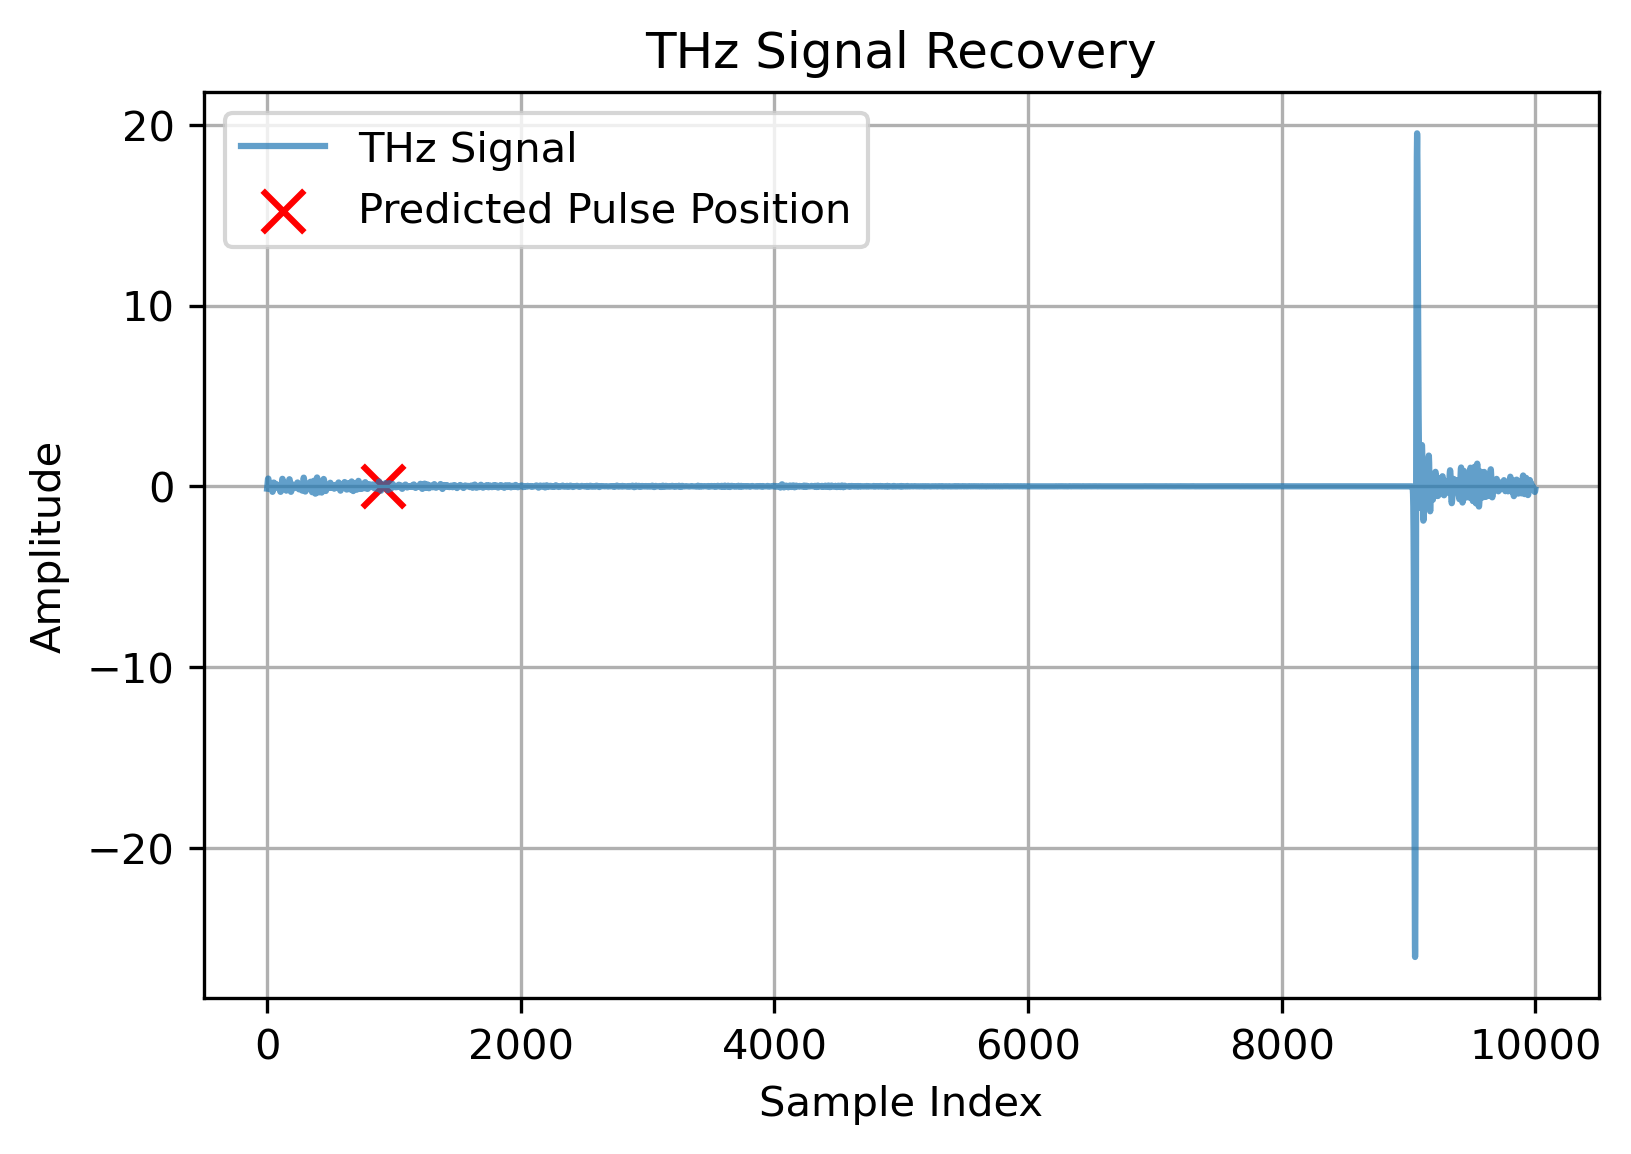 THz Signal Recovery
THz Signal
Predicted Pulse Position
20
10
0
−10
−20
Amplitude
0 2000 4000 6000 8000 10000
Sample Index